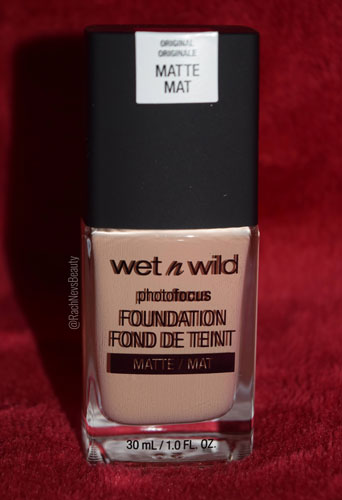 ORIGINAL
ORIGINALE
MATTE
MAT
wet n wild
photofocus
FOUNDATION
FOND DE TEINT
MATTE / MAT
30 mL / 1.0 FL. OZ.
@RachNevsBeauty